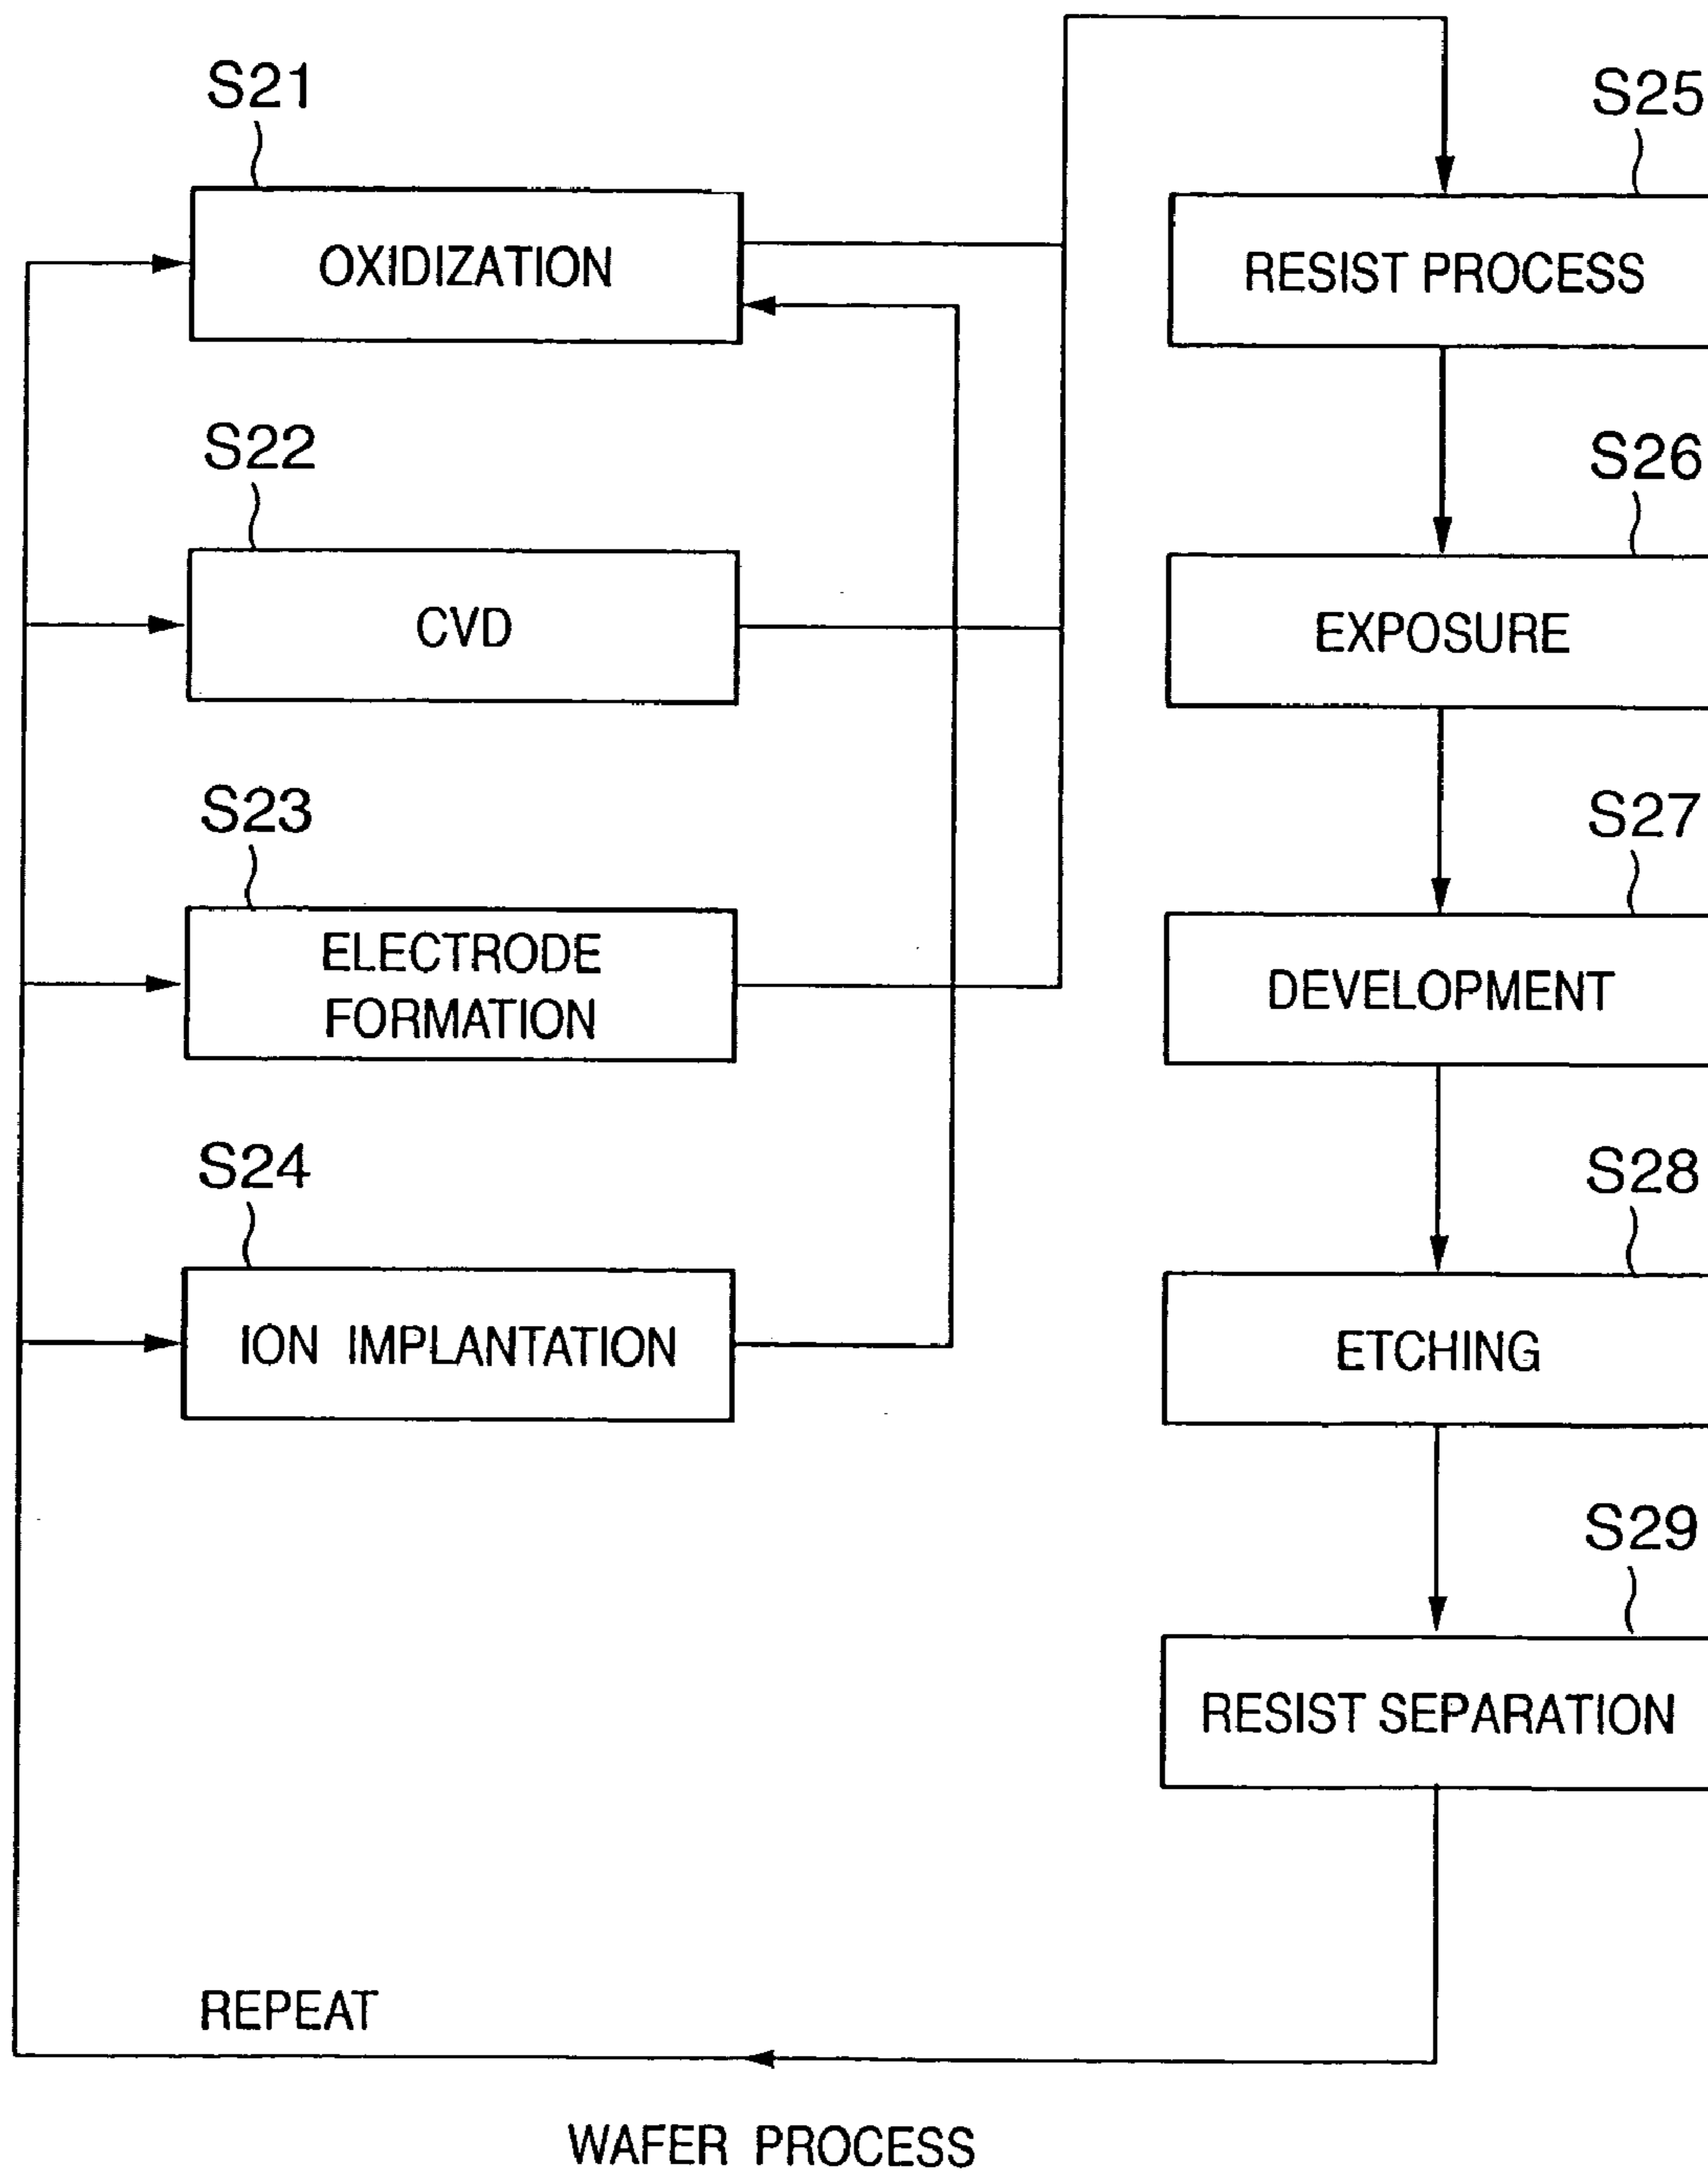 S21
OXIDIZATION
S22
CVD
S23
ELECTRODE
FORMATION
S24
ION IMPLANTATION
S25
RESIST PROCESS
S26
EXPOSURE
S27
DEVELOPMENT
S28
ETCHING
S29
RESIST SEPARATION
REPEAT
WAFER PROCESS